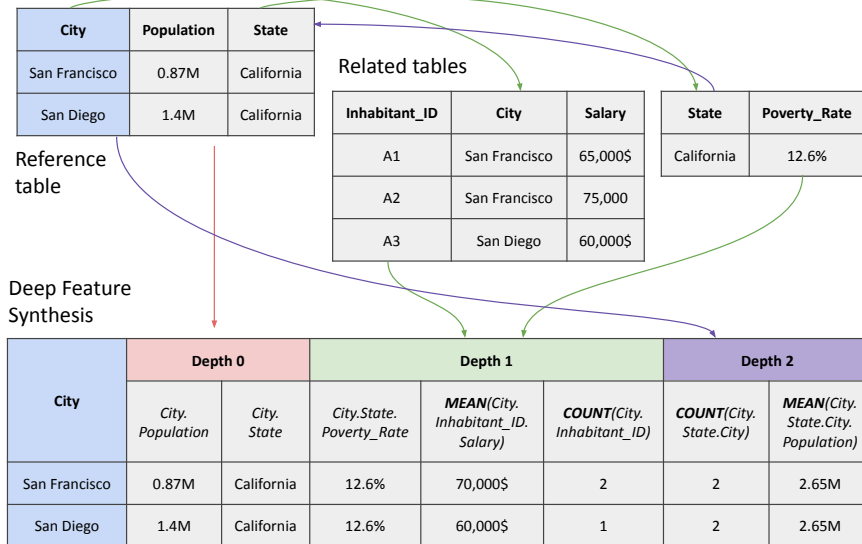 City Population State
San Francisco 0.87M California
San Diego 1.4M California
Reference
table
Related tables
Inhabitant_ID City Salary
A1 San Francisco 65,000$
A2 San Francisco 75,000
A3 San Diego 60,000$
State Poverty_Rate
California 12.6%
Deep Feature
Synthesis
City
Depth 0 Depth 1 Depth 2
City.
Population
City.
State
City.State.
Poverty_Rate
MEAN(City.
Inhabitant_ID.
Salary)
COUNT(City.
Inhabitant_ID)
COUNT(City.
State.City)
MEAN(City.
State.City.
Population)
San Francisco 0.87M California 12.6% 70,000$ 2 2 2.65M
San Diego 1.4M California 12.6% 60,000$ 1 2 2.65M